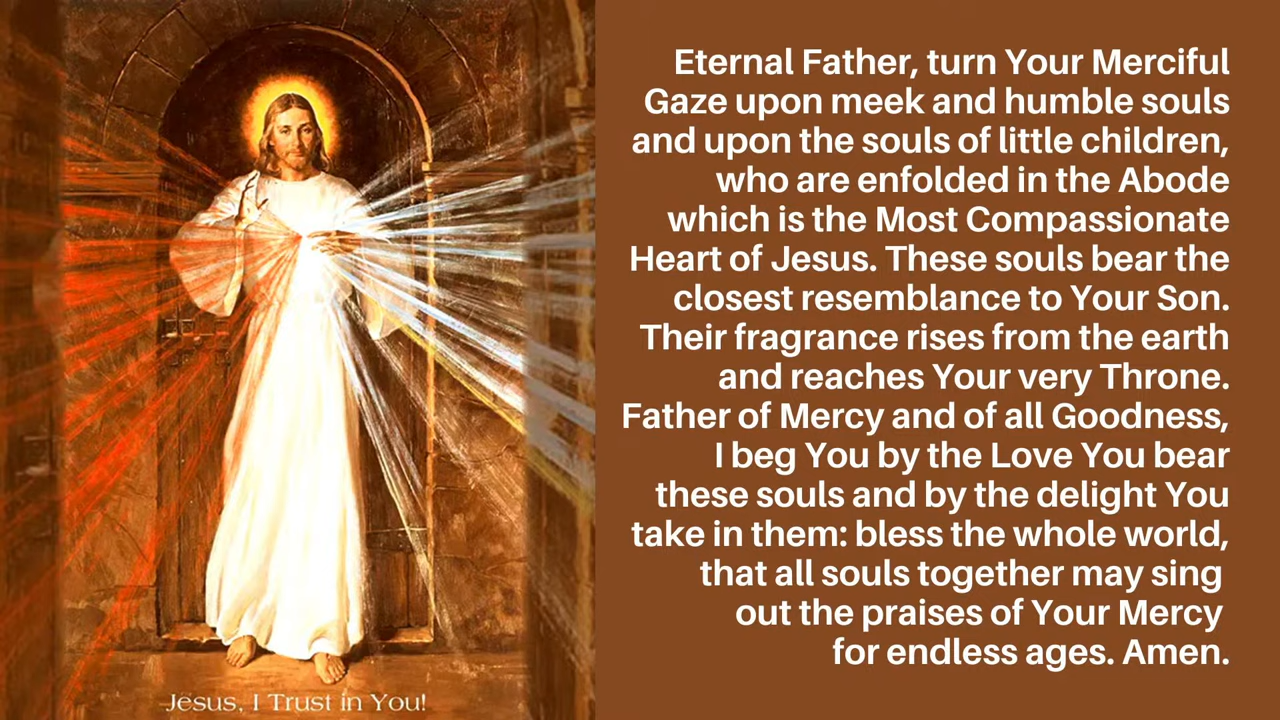 Eternal Father, turn Your Merciful
Gaze upon meek and humble souls
and upon the souls of little children,
who are enfolded in the Abode
which is the Most Compassionate
Heart of Jesus. These souls bear the
closest resemblance to Your Son.
Their fragrance rises from the earth
and reaches Your very Throne.
Father of Mercy and of all Goodness,
I beg You by the Love You bear
these souls and by the delight You
take in them: bless the whole world,
that all souls together may sing
out the praises of Your Mercy
for endless ages. Amen.
Jesus, I Trust in You!